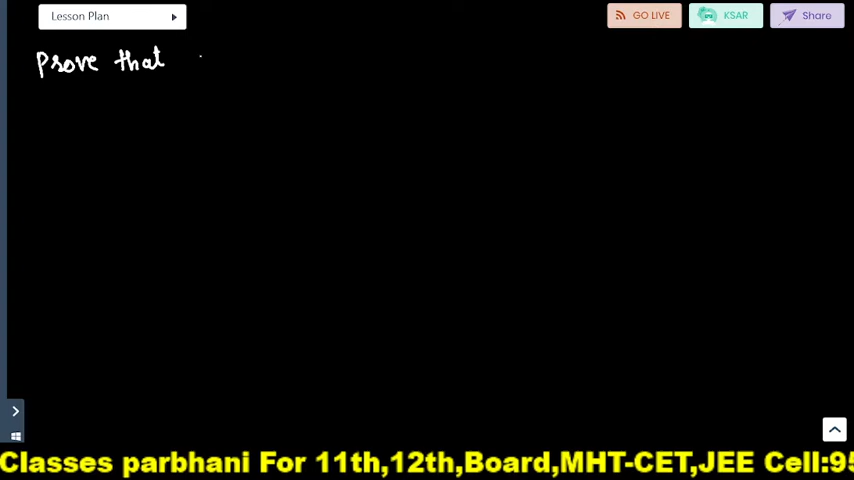 Lesson Plan
GO LIVE
KSAR
Share
Prove that
Classes parbhani For 11th,12th,Board,MHT-CET,JEE Cell:95